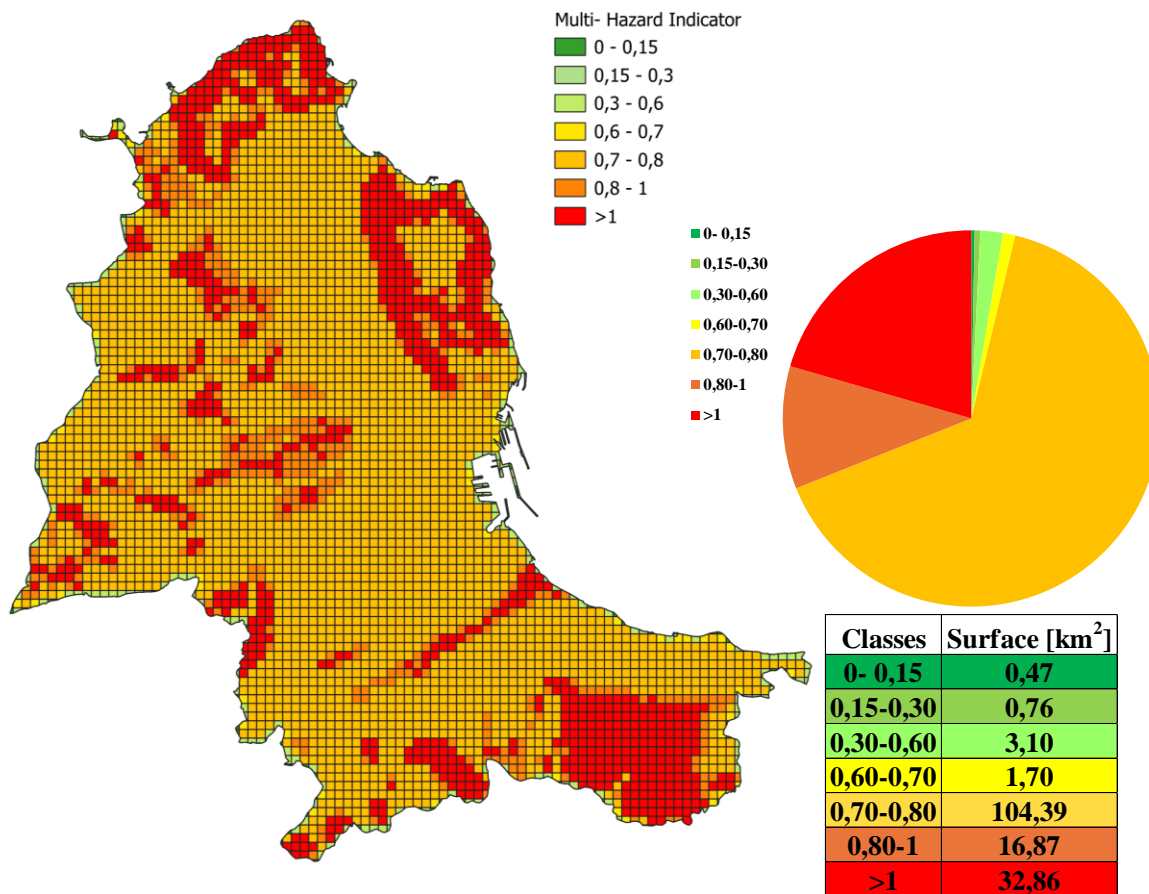 Multi- Hazard Indicator
0 - 0,15
0,15 - 0,3
0,3 - 0,6
0,6 - 0,7
0,7 - 0,8
0,8 - 1
>1
0- 0,15
0,15-0,30
0,30-0,60
0,60-0,70
0,70-0,80
0,80-1
>1
Classes Surface [km²]
0- 0,15 0,47
0,15-0,30 0,76
0,30-0,60 3,10
0,60-0,70 1,70
0,70-0,80 104,39
0,80-1 16,87
>1 32,86